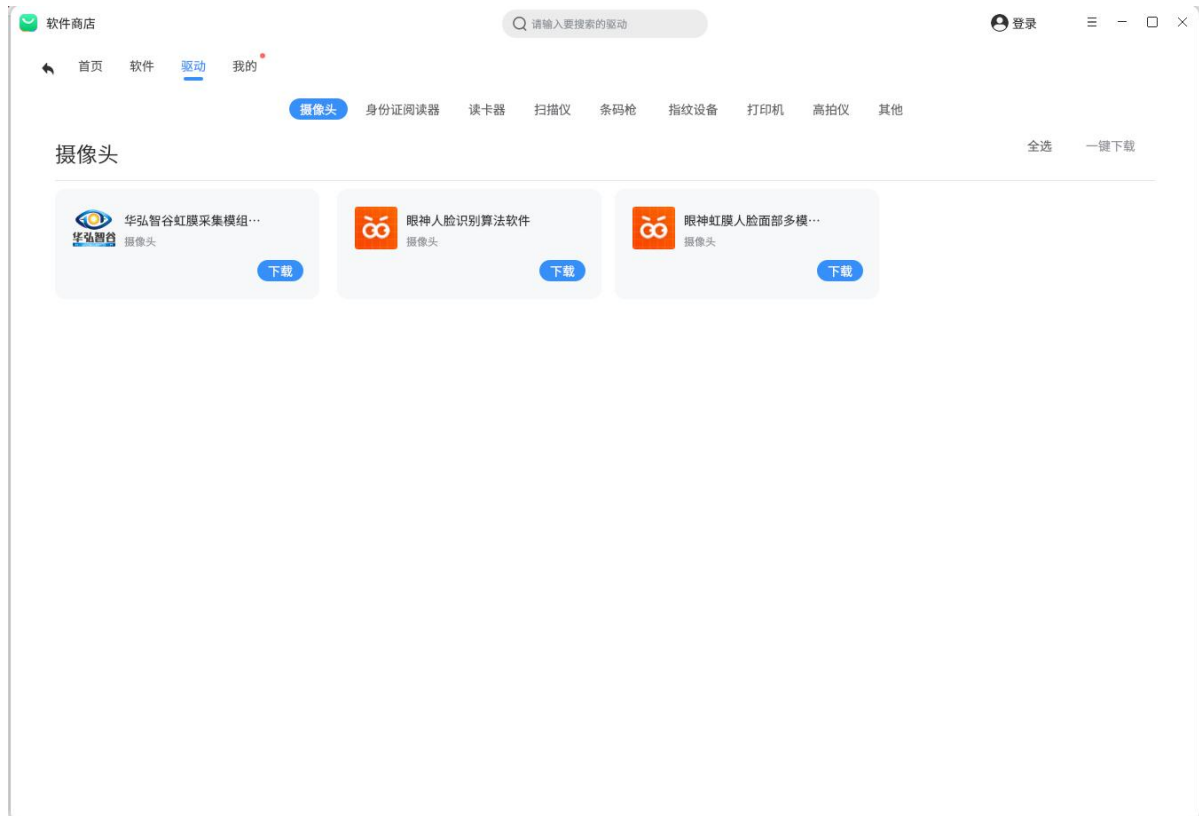 软件商店
请输入要搜索的驱动
登录
首页 软件 驱动 我的
摄像头 身份证阅读器 读卡器 扫描仪 条码枪 指纹设备 打印机 高拍仪 其他
摄像头
全选 一键下载
华弘智谷
华弘智谷虹膜采集模组…
摄像头
下载
眼神人脸识别算法软件
摄像头
下载
眼神虹膜人脸面部多模…
摄像头
下载